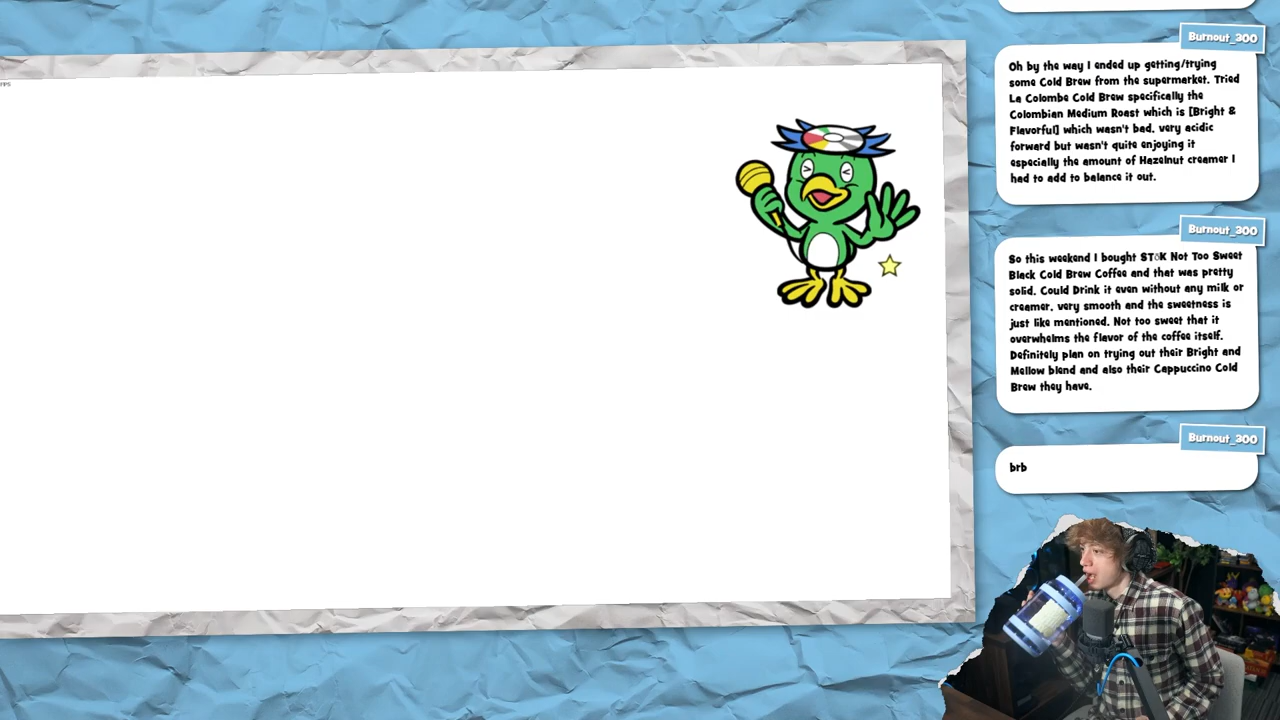 Burnout_300
Oh by the way I ended up getting/trying
some Cold Brew from the supermarket. Tried
La Colombe Cold Brew specifically the
Colombian Medium Roast which is [Bright &
Flavorful] which wasn't bad, very acidic
forward but wasn't quite enjoying it
especially the amount of Hazelnut creamer I
had to add to balance it out.
Burnout_300
So this weekend I bought STōK Not Too Sweet
Black Cold Brew Coffee and that was pretty
solid. Could Drink it even without any milk or
creamer, very smooth and the sweetness is
just like mentioned. Not too sweet that it
overwhelms the flavor of the coffee itself.
Definitely plan on trying out their Bright and
Mellow blend and also their Cappuccino Cold
Brew they have.
Burnout_300
brb